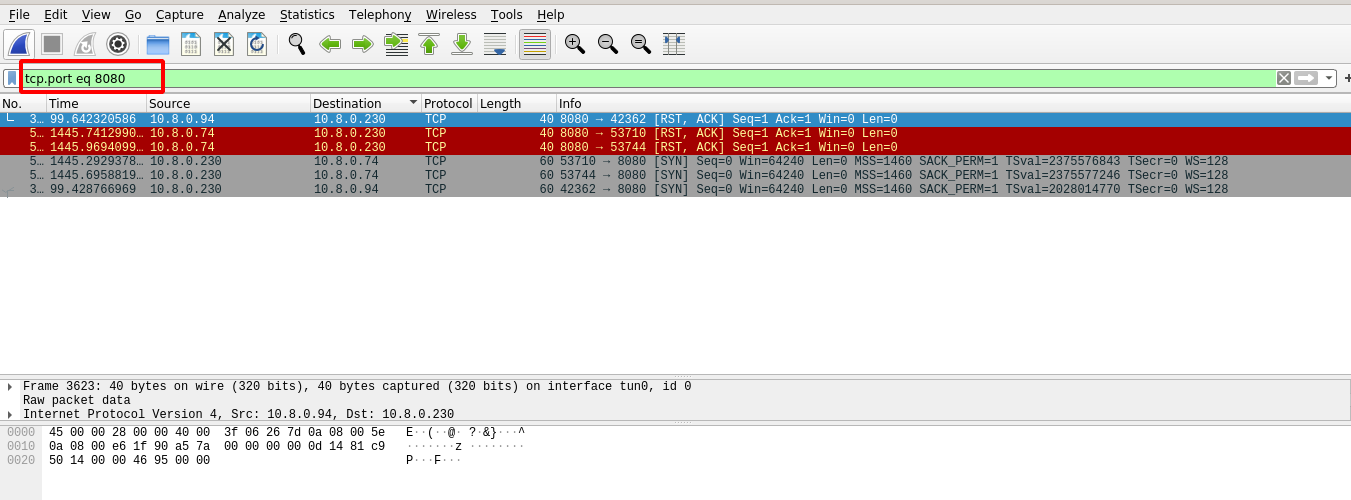 File Edit View Go Capture Analyze Statistics Telephony Wireless Tools Help
tcp.port eq 8080
No. Time Source Destination Protocol Length Info
3… 99.642320586 10.8.0.94 10.8.0.230 TCP 40 8080 → 42362 [RST, ACK] Seq=1 Ack=1 Win=0 Len=0
5… 1445.7412990… 10.8.0.74 10.8.0.230 TCP 40 8080 → 53710 [RST, ACK] Seq=1 Ack=1 Win=0 Len=0
5… 1445.9694099… 10.8.0.74 10.8.0.230 TCP 40 8080 → 53744 [RST, ACK] Seq=1 Ack=1 Win=0 Len=0
5… 1445.2929378… 10.8.0.230 10.8.0.74 TCP 60 53710 → 8080 [SYN] Seq=0 Win=64240 Len=0 MSS=1460 SACK_PERM=1 TSval=2375576843 TSecr=0 WS=128
5… 1445.6958819… 10.8.0.230 10.8.0.74 TCP 60 53744 → 8080 [SYN] Seq=0 Win=64240 Len=0 MSS=1460 SACK_PERM=1 TSval=2375577246 TSecr=0 WS=128
3… 99.428766969 10.8.0.230 10.8.0.94 TCP 60 42362 → 8080 [SYN] Seq=0 Win=64240 Len=0 MSS=1460 SACK_PERM=1 TSval=2028014770 TSecr=0 WS=128
Frame 3623: 40 bytes on wire (320 bits), 40 bytes captured (320 bits) on interface tun0, id 0
Raw packet data
Internet Protocol Version 4, Src: 10.8.0.94, Dst: 10.8.0.230
0000 45 00 00 28 00 00 40 00 3f 06 26 7d 0a 08 00 5e E··(··@· ?·&}···^
0010 0a 08 00 e6 1f 90 a5 7a 00 00 00 00 0d 14 81 c9 ·······z ········
0020 50 14 00 00 46 95 00 00 P···F···